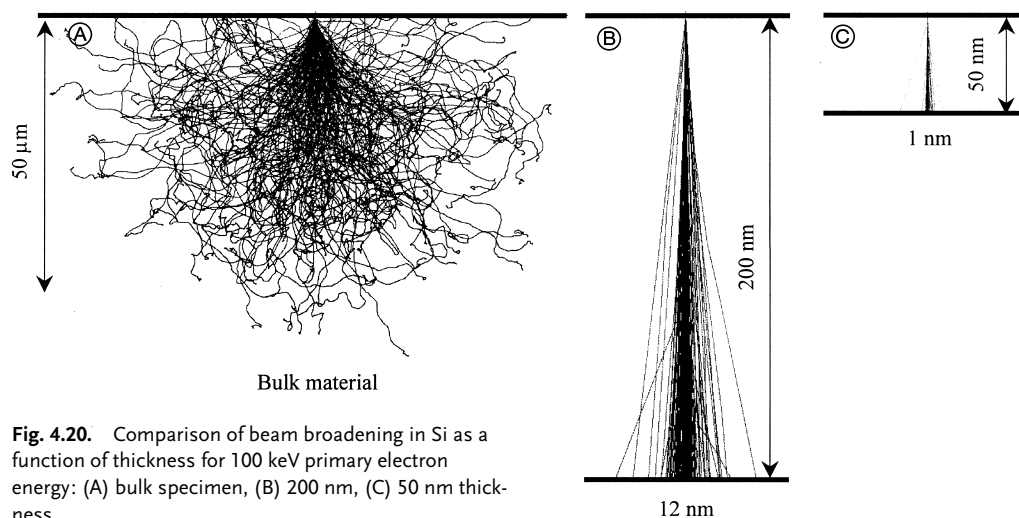 A
50 µm
Bulk material
B
200 nm
12 nm
C
50 nm
1 nm
Fig. 4.20. Comparison of beam broadening in Si as a
function of thickness for 100 keV primary electron
energy: (A) bulk specimen, (B) 200 nm, (C) 50 nm thick-
ness